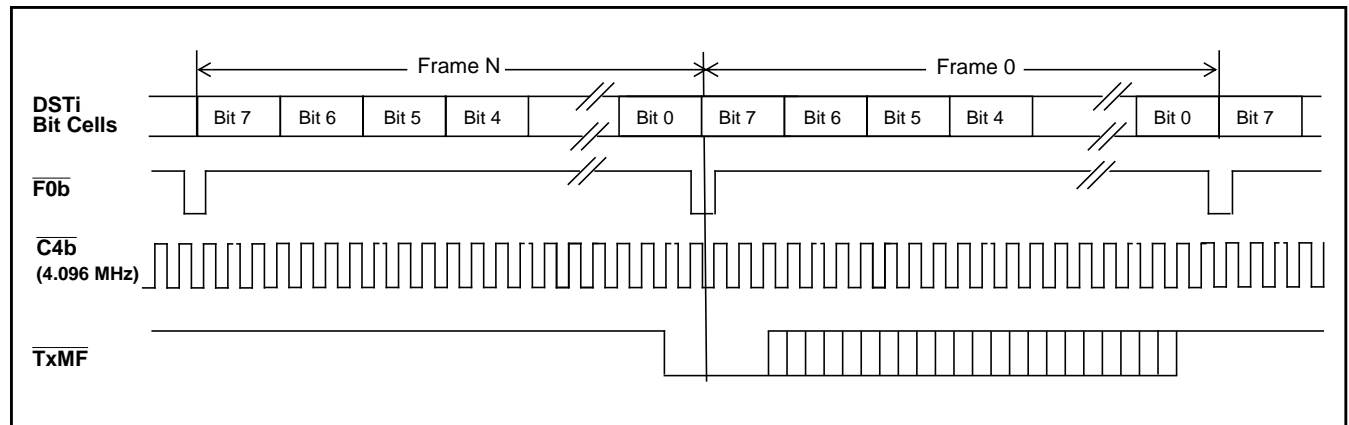 Frame N Frame 0
DSTi
Bit Cells
Bit 7 Bit 6 Bit 5 Bit 4 Bit 0 Bit 7 Bit 6 Bit 5 Bit 4 Bit 0 Bit 7
F0b
C4b
(4.096 MHz)
TxMF